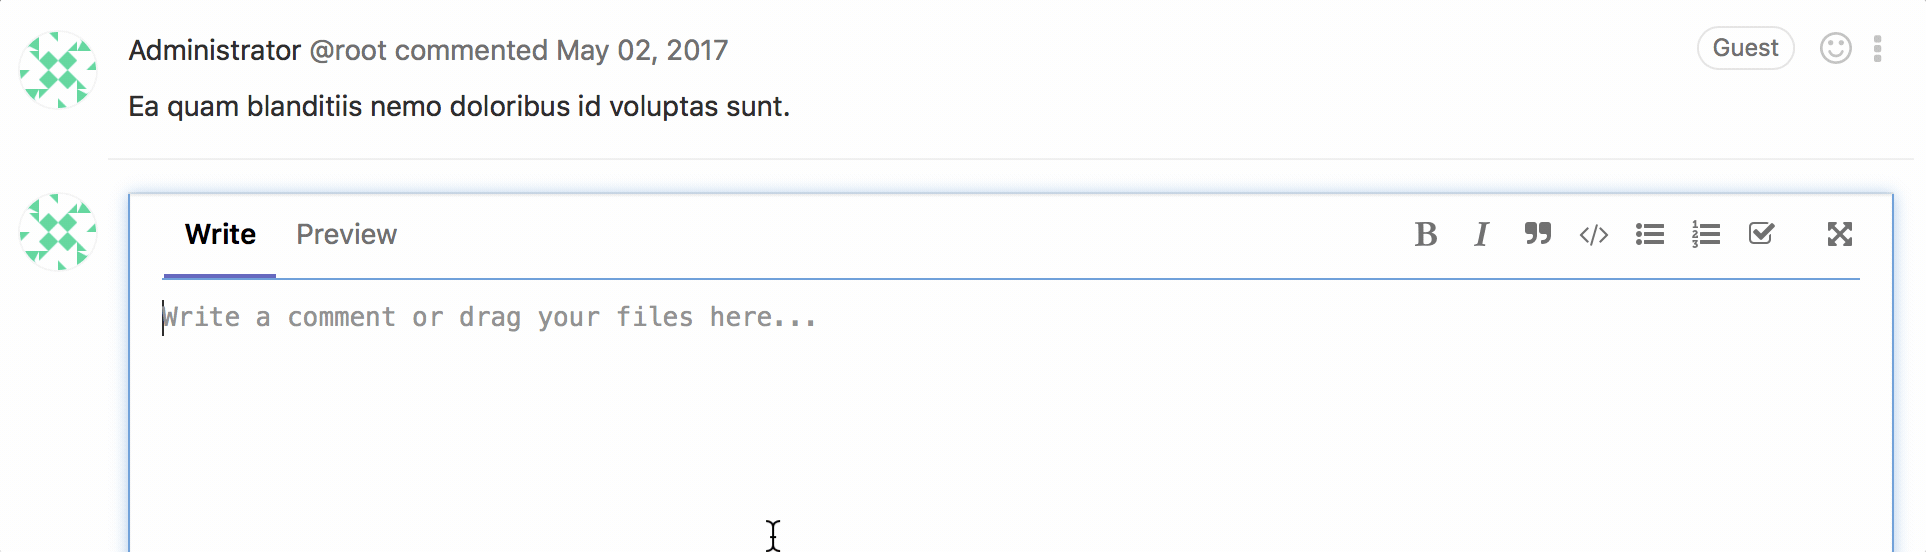 Administrator @root commented May 02, 2017
Guest
Ea quam blanditiis nemo doloribus id voluptas sunt.
Write Preview
Write a comment or drag your files here...